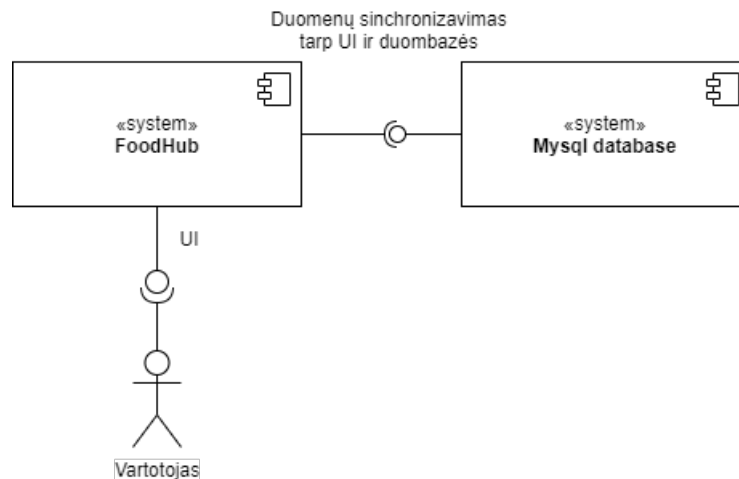 Duomenų sinchronizavimas
tarp UI ir duombazės
«system»
FoodHub
«system»
Mysql database
UI
Vartotojas